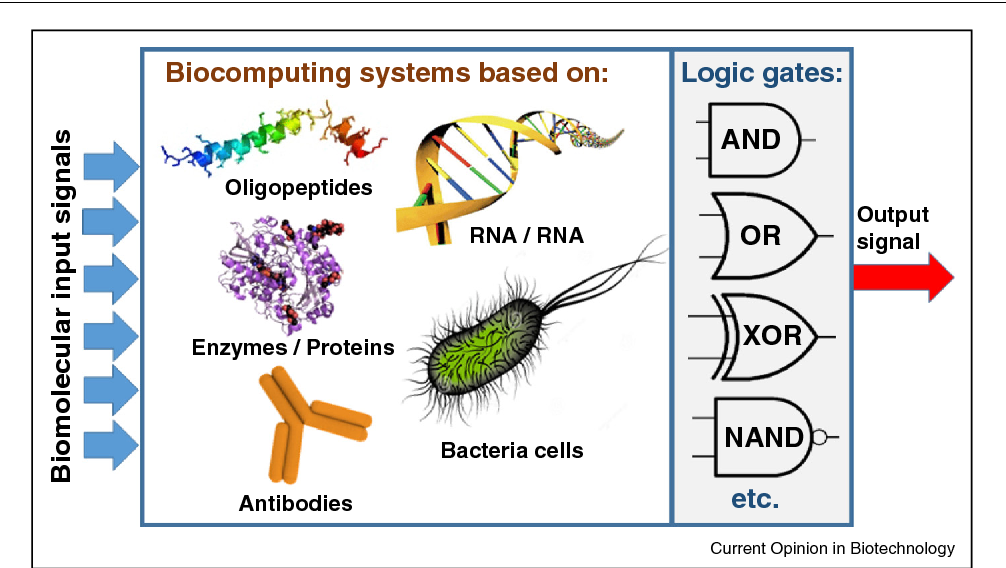 Biomolecular input signals
Biocomputing systems based on:
Oligopeptides
RNA / RNA
Enzymes / Proteins
Bacteria cells
Antibodies
Logic gates:
AND
OR
XOR
NAND
etc.
Output
signal
Current Opinion in Biotechnology